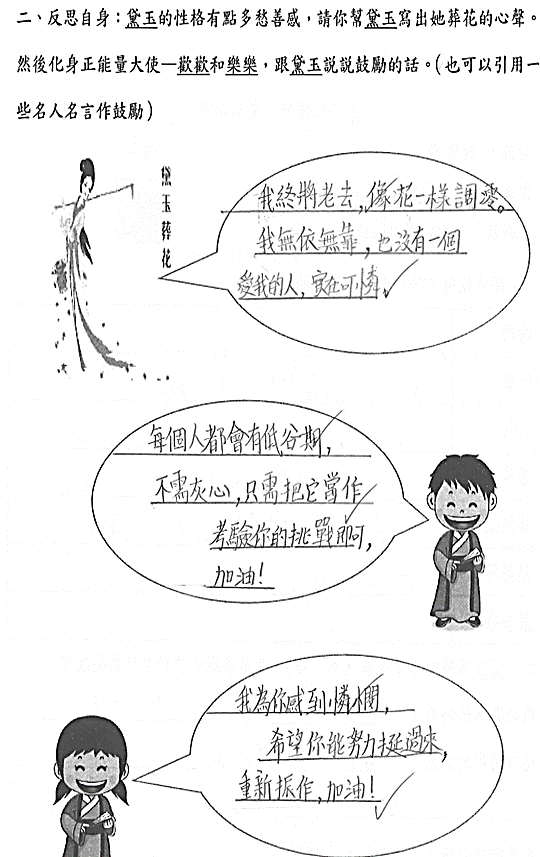 二、反思自身：黛玉的性格有點多愁善感，請你幫黛玉寫出她葬花的心聲。
然後化身正能量大使─歡歡和樂樂，跟黛玉説説鼓勵的話。(也可以引用一
些名人名言作鼓勵)
黛玉葬花
我終將老去，像花一樣調零。
我無依無靠，也沒有一個
愛我的人，實在可憐。
每個人都會有低谷期，
不需灰心，只需把它當作
考驗你的挑戰即可，
加油！
我為你感到憐憫，
希望你能努力挺過來，
重新振作，加油！